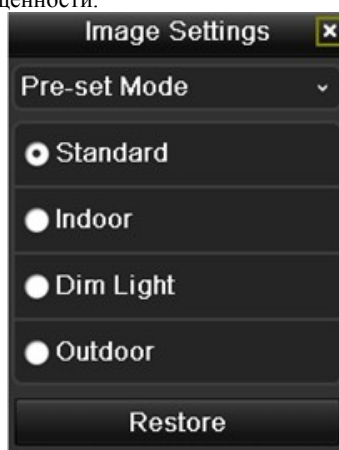 Image Settings
Pre-set Mode
Standard
Indoor
Dim Light
Outdoor
Restore